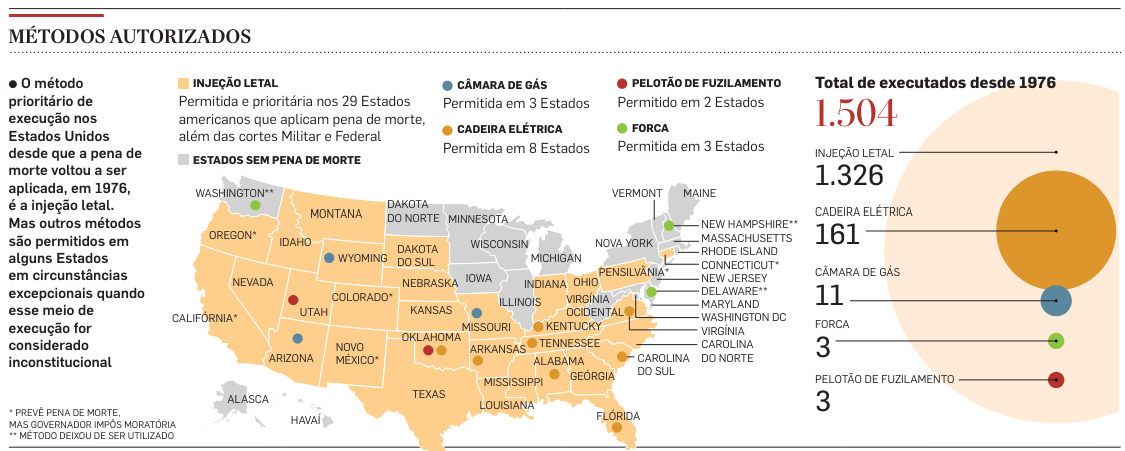 MÉTODOS AUTORIZADOS
● O método
prioritário de
execução nos
Estados Unidos
desde que a pena de
morte voltou a ser
aplicada, em 1976,
é a injeção letal.
Mas outros métodos
são permitidos em
alguns Estados
em circunstâncias
excepcionais quando
esse meio de
execução for
considerado
inconstitucional
* PREVÊ PENA DE MORTE,
MAS GOVERNADOR IMPÔS MORATÓRIA
** MÉTODO DEIXOU DE SER UTILIZADO
INJEÇÃO LETAL
Permitida e prioritária nos 29 Estados
americanos que aplicam pena de morte,
além das cortes Militar e Federal
ESTADOS SEM PENA DE MORTE
CÂMARA DE GÁS
Permitida em 3 Estados
CADEIRA ELÉTRICA
Permitida em 8 Estados
PELOTÃO DE FUZILAMENTO
Permitido em 2 Estados
FORCA
Permitida em 3 Estados
WASHINGTON**
OREGON*
CALIFÓRNIA*
NEVADA
IDAHO
MONTANA
WYOMING
UTAH
ARIZONA
COLORADO*
NOVO
MÉXICO*
DAKOTA
DO NORTE
DAKOTA
DO SUL
NEBRASKA
KANSAS
OKLAHOMA
TEXAS
MINNESOTA
IOWA
MISSOURI
ARKANSAS
LOUISIANA
WISCONSIN
ILLINOIS
MICHIGAN
INDIANA
OHIO
KENTUCKY
TENNESSEE
MISSISSIPPI
ALABAMA
GEÓRGIA
FLÓRIDA
VIRGÍNIA
OCIDENTAL
PENSILVÂNIA*
NOVA YORK
VERMONT
MAINE
NEW HAMPSHIRE**
MASSACHUSETTS
RHODE ISLAND
CONNECTICUT*
NEW JERSEY
DELAWARE**
MARYLAND
WASHINGTON DC
VIRGÍNIA
CAROLINA
DO NORTE
CAROLINA
DO SUL
ALASCA
HAVAÍ
Total de executados desde 1976
1.504
INJEÇÃO LETAL
1.326
CADEIRA ELÉTRICA
161
CÂMARA DE GÁS
11
FORCA
3
PELOTÃO DE FUZILAMENTO
3